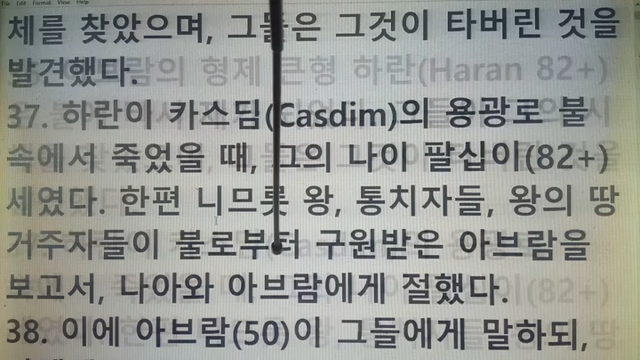 체를 찾았으며, 그들은 그것이 타버린 것을
발견했다.
37. 하란이 카스딤(Casdim)의 용광로 불
속에서 죽었을 때, 그의 나이 팔십이(82+)
세였다. 한편 니므롯 왕, 통치자들, 왕의 땅
거주자들이 불로부터 구원받은 아브람을
보고서, 나아와 아브람에게 절했다.
38. 이에 아브람(50)이 그들에게 말하되,